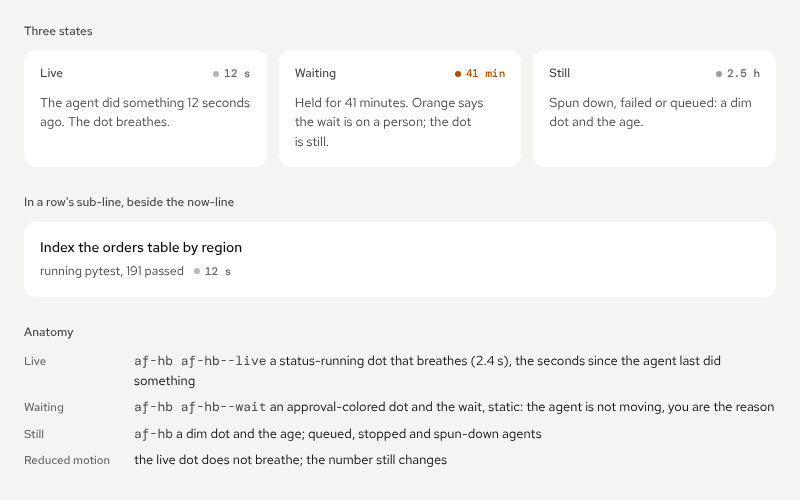 Three states
Live
12 s
The agent did something 12 seconds
ago. The dot breathes.
Waiting
41 min
Held for 41 minutes. Orange says
the wait is on a person; the dot
is still.
Still
2.5 h
Spun down, failed or queued: a dim
dot and the age.
In a row's sub-line, beside the now-line
Index the orders table by region
running pytest, 191 passed 12 s
Anatomy
Live
af-hb af-hb--live a status-running dot that breathes (2.4 s), the seconds since the agent last did
something
Waiting
af-hb af-hb--wait an approval-colored dot and the wait, static: the agent is not moving, you are the reason
Still
af-hb a dim dot and the age; queued, stopped and spun-down agents
Reduced motion
the live dot does not breathe; the number still changes